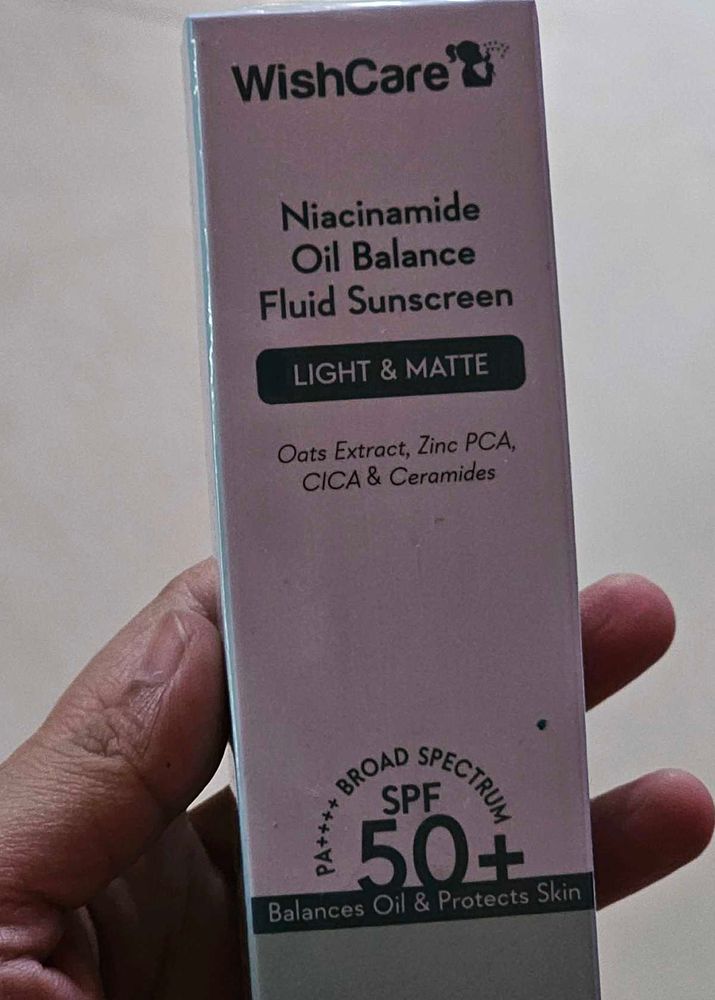 WishCare
Niacinamide
Oil Balance
Fluid Sunscreen
LIGHT & MATTE
Oats Extract, Zinc PCA,
CICA & Ceramides
PA++++ BROAD SPECTRUM
SPF
50+
Balances Oil & Protects Skin